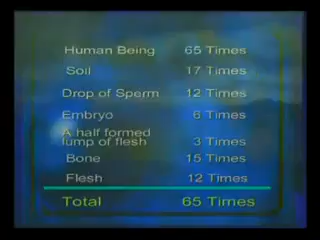 Human Being 65 Times
Soil 17 Times
Drop of Sperm 12 Times
Embryo 6 Times
A half formed
lump of flesh 3 Times
Bone 15 Times
Flesh 12 Times
Total 65 Times